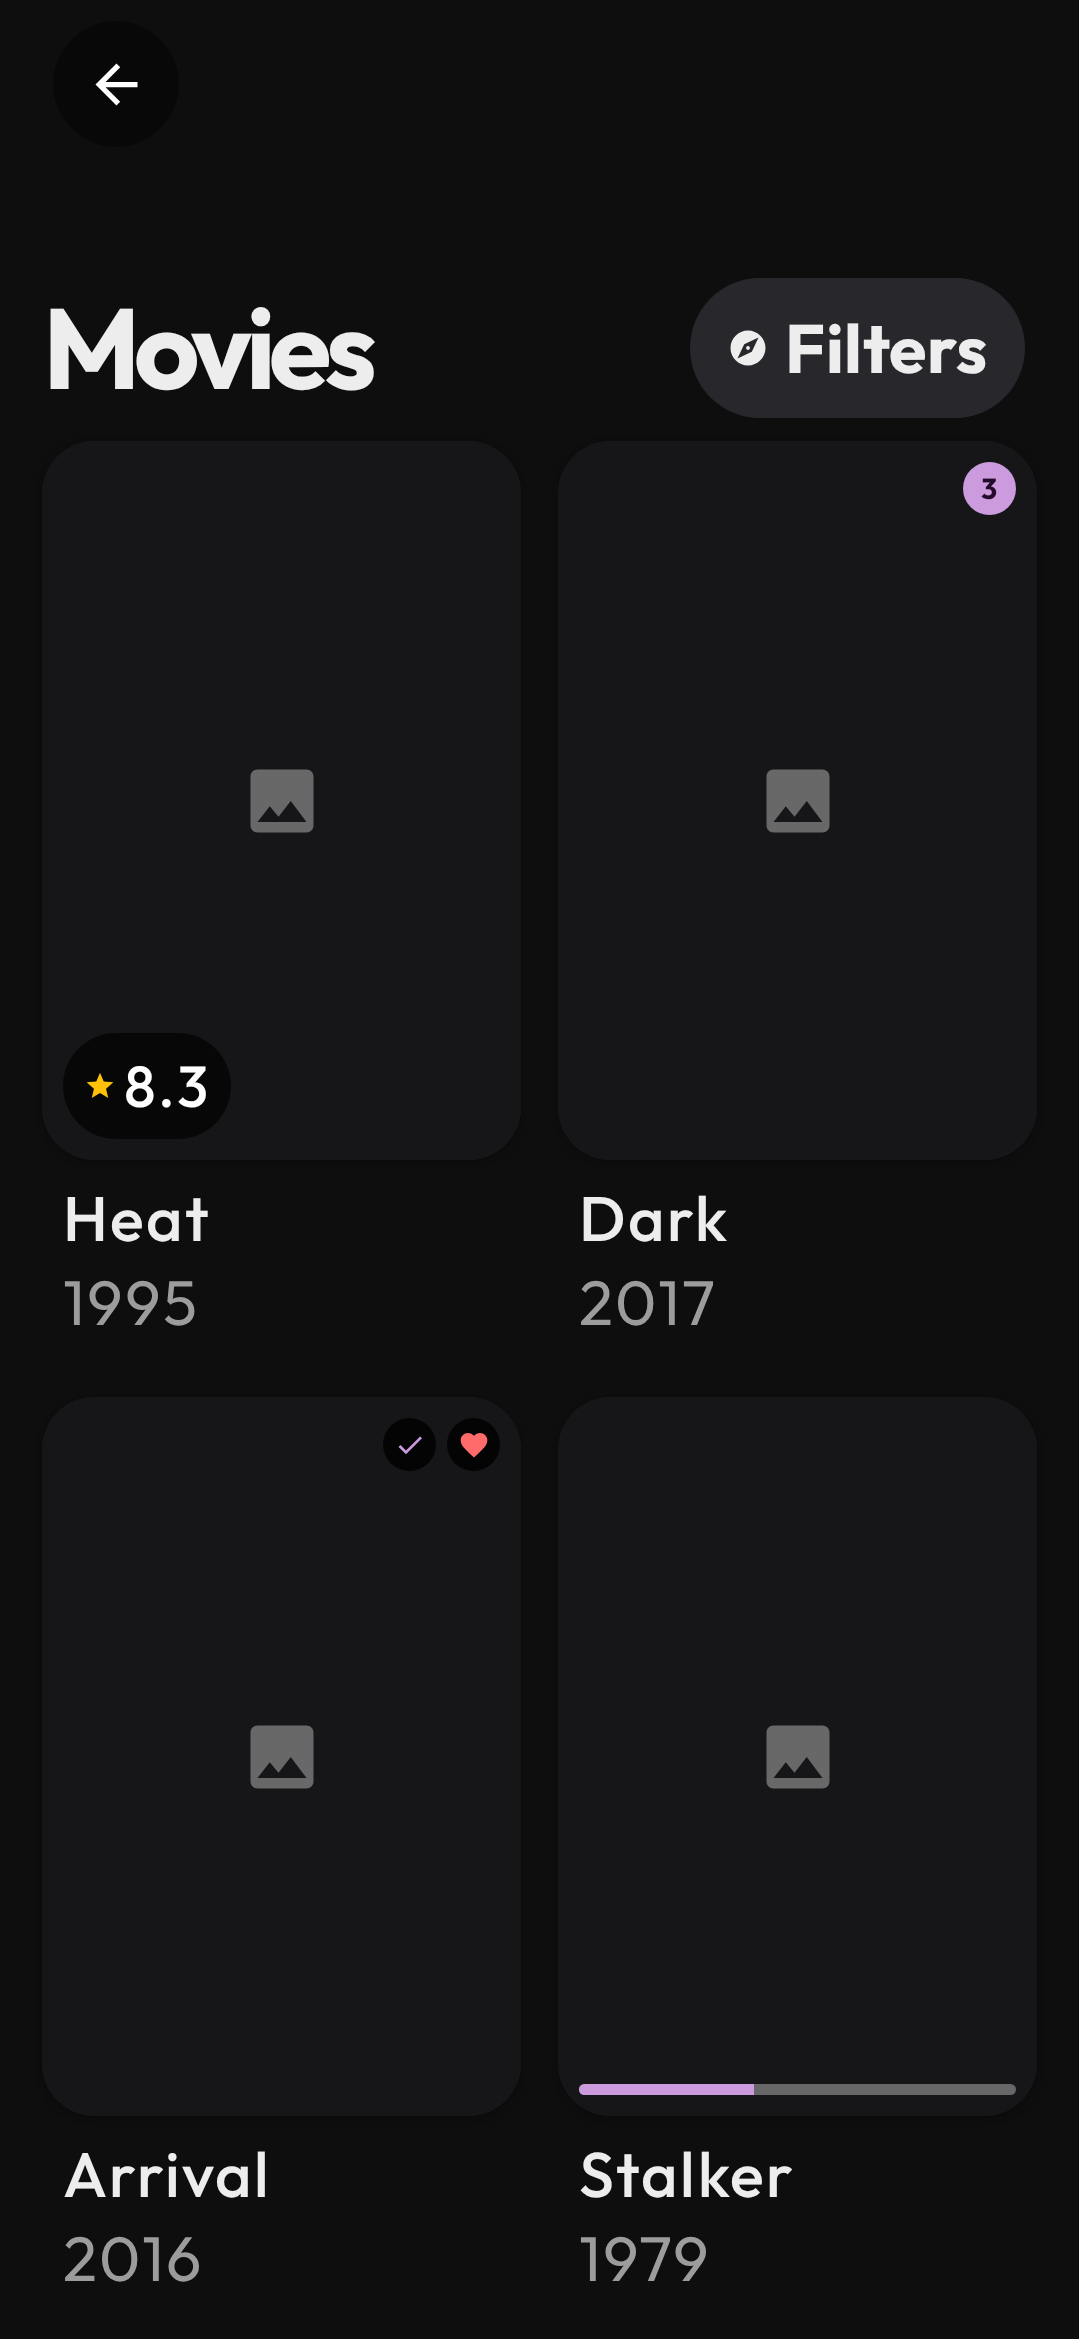 Movies
Filters
3
8.3
Heat
1995
Dark
2017
Arrival
2016
Stalker
1979